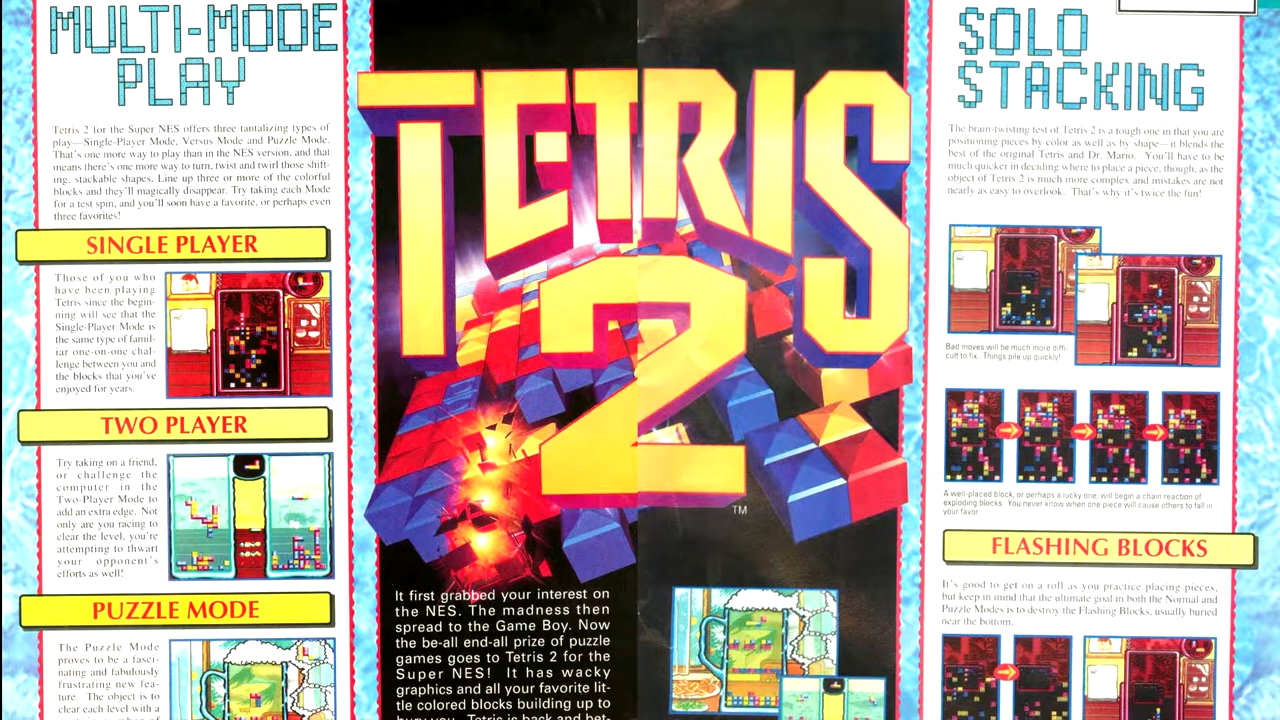 MULTI-MODE
PLAY
Tetris 2 for the Super NES offers three tantalizing types of
play—Single-Player Mode, Versus Mode and Puzzle Mode.
That's one more way to play than in the NES version, and that
means there's one more way to turn, twist and twirl those shift-
ing, stackable shapes. Line up three or more of the colorful
blocks and they'll magically disappear. Try taking each Mode
for a test spin, and you'll soon have a favorite, or perhaps even
three favorites!
SINGLE PLAYER
Those of you who
have been playing
Tetris since the begin-
ning will see that the
Single-Player Mode is
the same type of famil-
iar one-on-one chal-
lenge between you and
the blocks that you've
enjoyed for years.
TWO PLAYER
Try taking on a friend,
or challenge the
computer in the
Two-Player Mode to
add an extra edge. Not
only are you racing to
clear the level, you're
attempting to thwart
your opponent's
efforts as well!
PUZZLE MODE
The Puzzle Mode
proves to be a fasci-
nating and fabulously
frustrating new fea-
ture. The object is to
clear each level with a
TETRIS
2
TM
It first grabbed your interest on
the NES. The madness then
spread to the Game Boy. Now
the be-all end-all prize of puzzle
games goes to Tetris 2 for the
Super NES! It has wacky
graphics and all your favorite lit-
tle colored blocks building up to
bury you. Tetris is back and bet-
SOLO
STACKING
The brain-twisting test of Tetris 2 is a tough one in that you are
positioning pieces by color as well as by shape—it blends the
best of the original Tetris and Dr. Mario. You'll have to be
much quicker in deciding where to place a piece, though, as the
object of Tetris 2 is much more complex and mistakes are not
nearly as easy to overlook. That's why it's twice the fun!
Bad moves will be much more diffi-
cult to fix. Things pile up quickly!
A well-placed block, or perhaps a lucky one, will begin a chain reaction of
exploding blocks. You never know when one piece will cause others to fall in
your favor.
FLASHING BLOCKS
It's good to get on a roll as you practice placing pieces,
but keep in mind that the ultimate goal in both the Normal and
Puzzle Modes is to destroy the Flashing Blocks, usually buried
near the bottom.